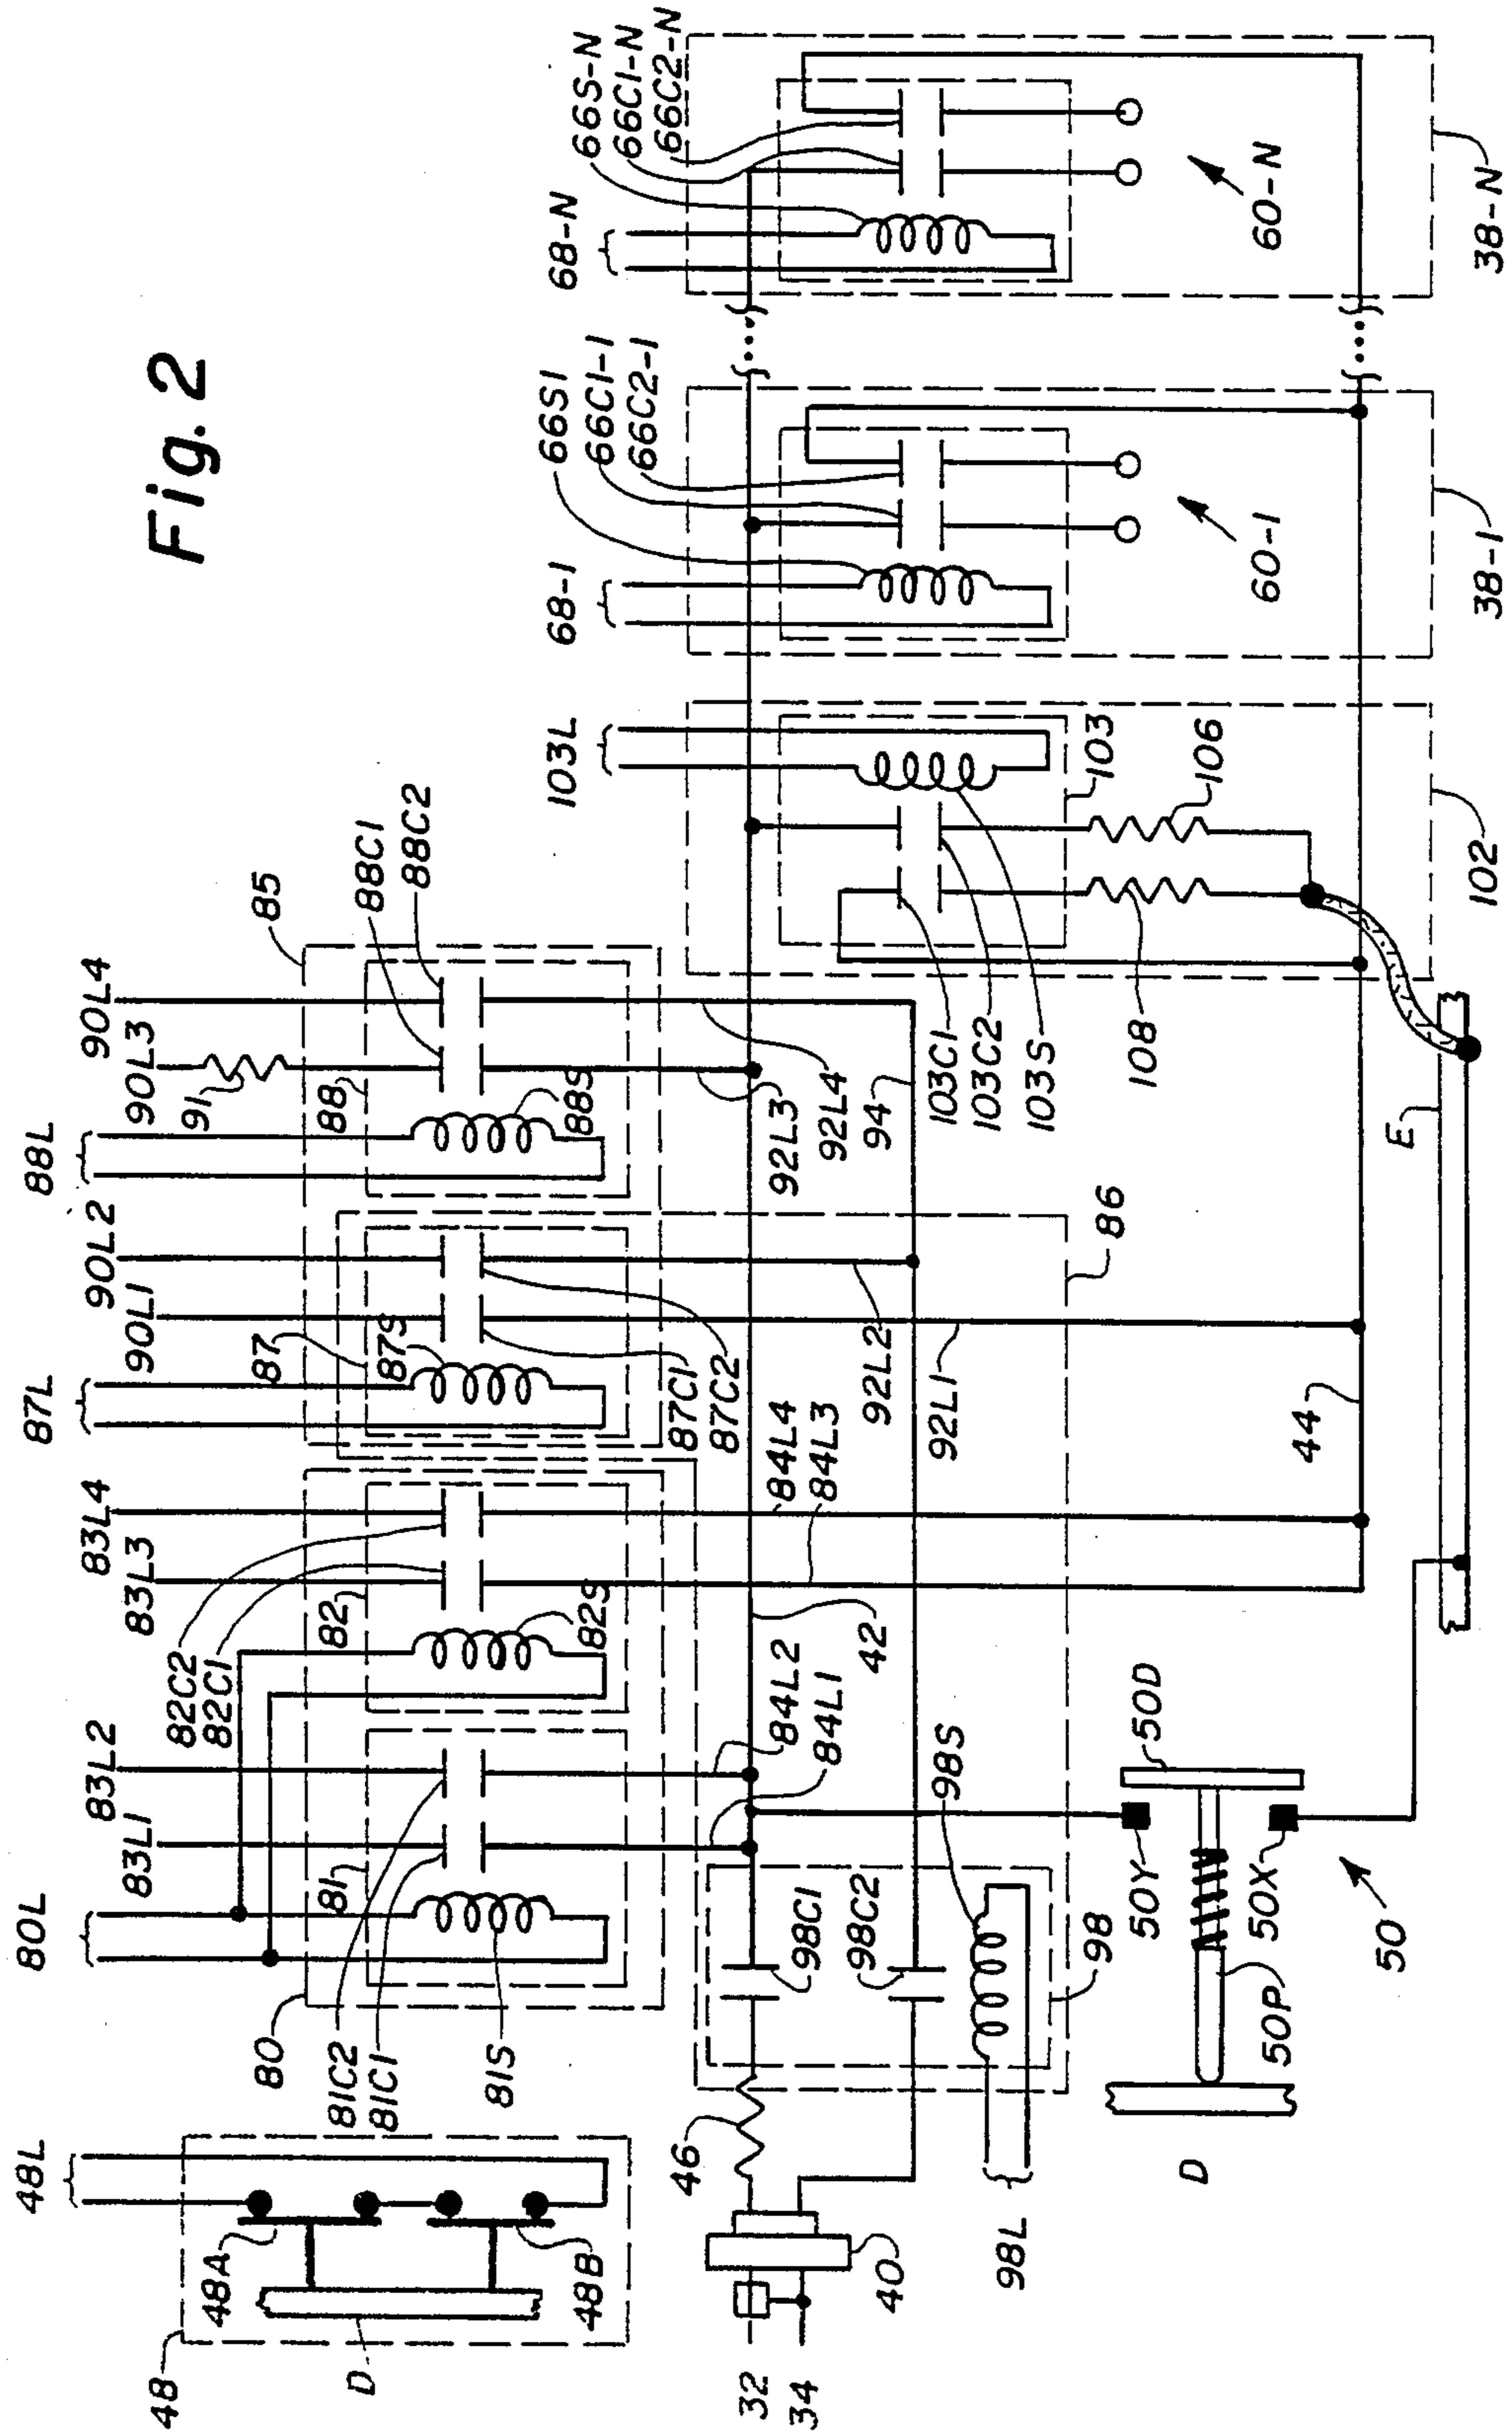 Fig. 2
48L
80L
83L1
83L2
83L3
83L4
87L
90L1
90L2
88L
90L3
90L4
91
85
88C1
88C2
82C2
82C1
81
82
87
87S
88
88S
82S
48A
48B
48
D
80
81C2
81C1
81S
84L2
84L1
42
84L4
84L3
87C1
87C2
92L2
92L1
86
92L3
92L4
94
103L
68-1
66S1
66C1-1
66C2-1
68-N
66S-N
66C1-N
66C2-N
46
98C1
98C2
98S
98
98L
40
32
34
50Y
50D
50X
50P
50
D
44
E
103C1
103C2
103S
108
103
106
102
60-1
38-1
60-N
38-N